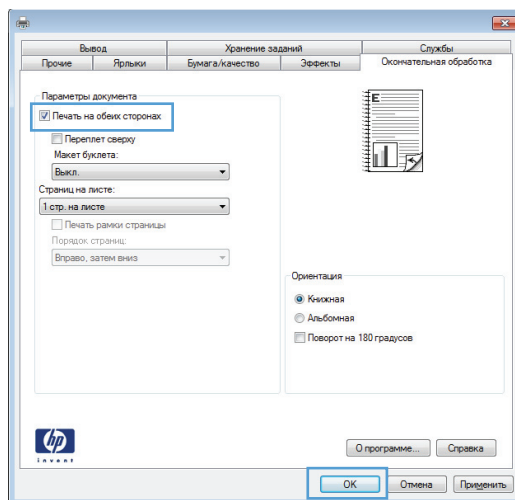 Вывод
Хранение заданий
Службы
Прочие
Ярлыки
Бумага/качество
Эффекты
Окончательная обработка
Параметры документа
Печать на обеих сторонах
Переплет сверху
Макет буклета:
Выкл.
Страниц на листе:
1 стр. на листе
Печать рамки страницы
Порядок страниц:
Вправо, затем вниз
E
Ориентация
Книжная
Альбомная
Поворот на 180 градусов
hp
invent
О программе...
Справка
OK
Отмена
Применить